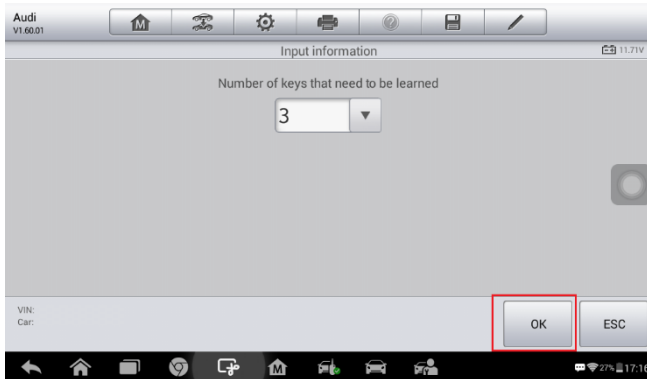 Audi
V1.60.01
Input information
11.71V
Number of keys that need to be learned
3
VIN:
Car:
OK
ESC
27%
17:16